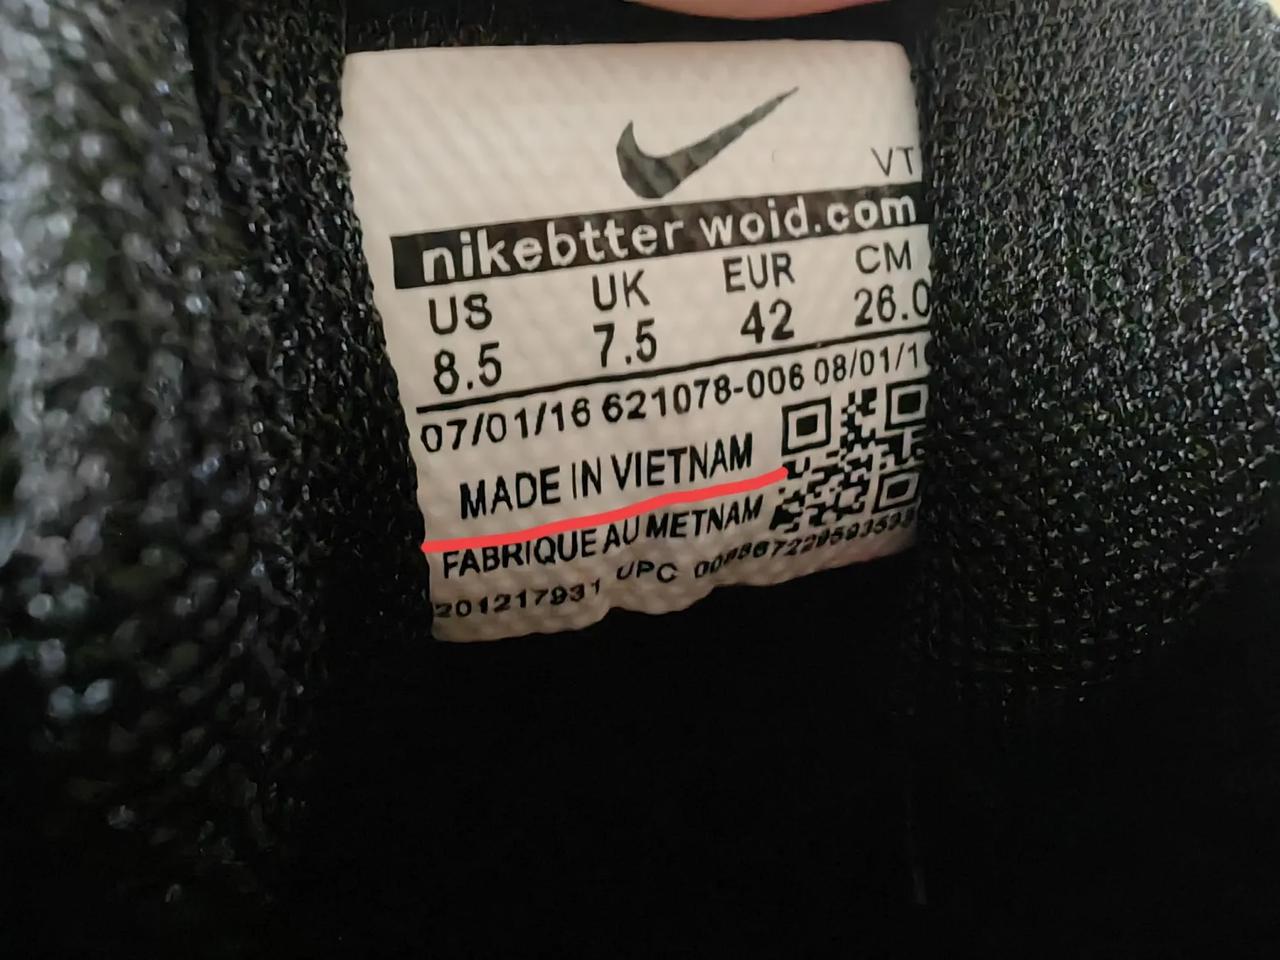 VT
nikebtter woid.com
US UK EUR CM
8.5 7.5 42 26.0
07/01/16 621078-006 08/01/1
MADE IN VIETNAM
FABRIQUE AU METNAM
201217931 UPC